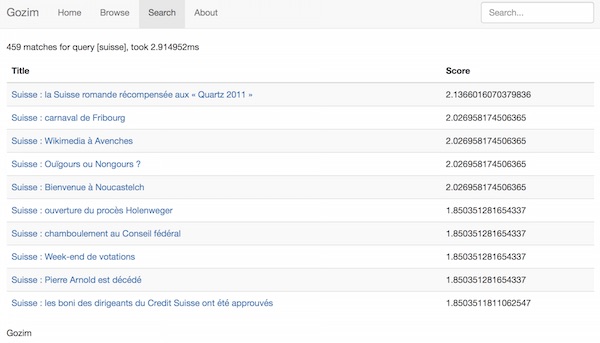 Gozim Home Browse Search About Search...
459 matches for query [suisse], took 2.914952ms
Title Score
Suisse : la Suisse romande récompensée aux « Quartz 2011 » 2.1366016070379836
Suisse : carnaval de Fribourg 2.026958174506365
Suisse : Wikimedia à Avenches 2.026958174506365
Suisse : Ouïgours ou Nongours ? 2.026958174506365
Suisse : Bienvenue à Noucastelch 2.026958174506365
Suisse : ouverture du procès Holenweger 1.850351281654337
Suisse : chamboulement au Conseil fédéral 1.850351281654337
Suisse : Week-end de votations 1.850351281654337
Suisse : Pierre Arnold est décédé 1.850351281654337
Suisse : les boni des dirigeants du Credit Suisse ont été approuvés 1.8503511811062547
Gozim